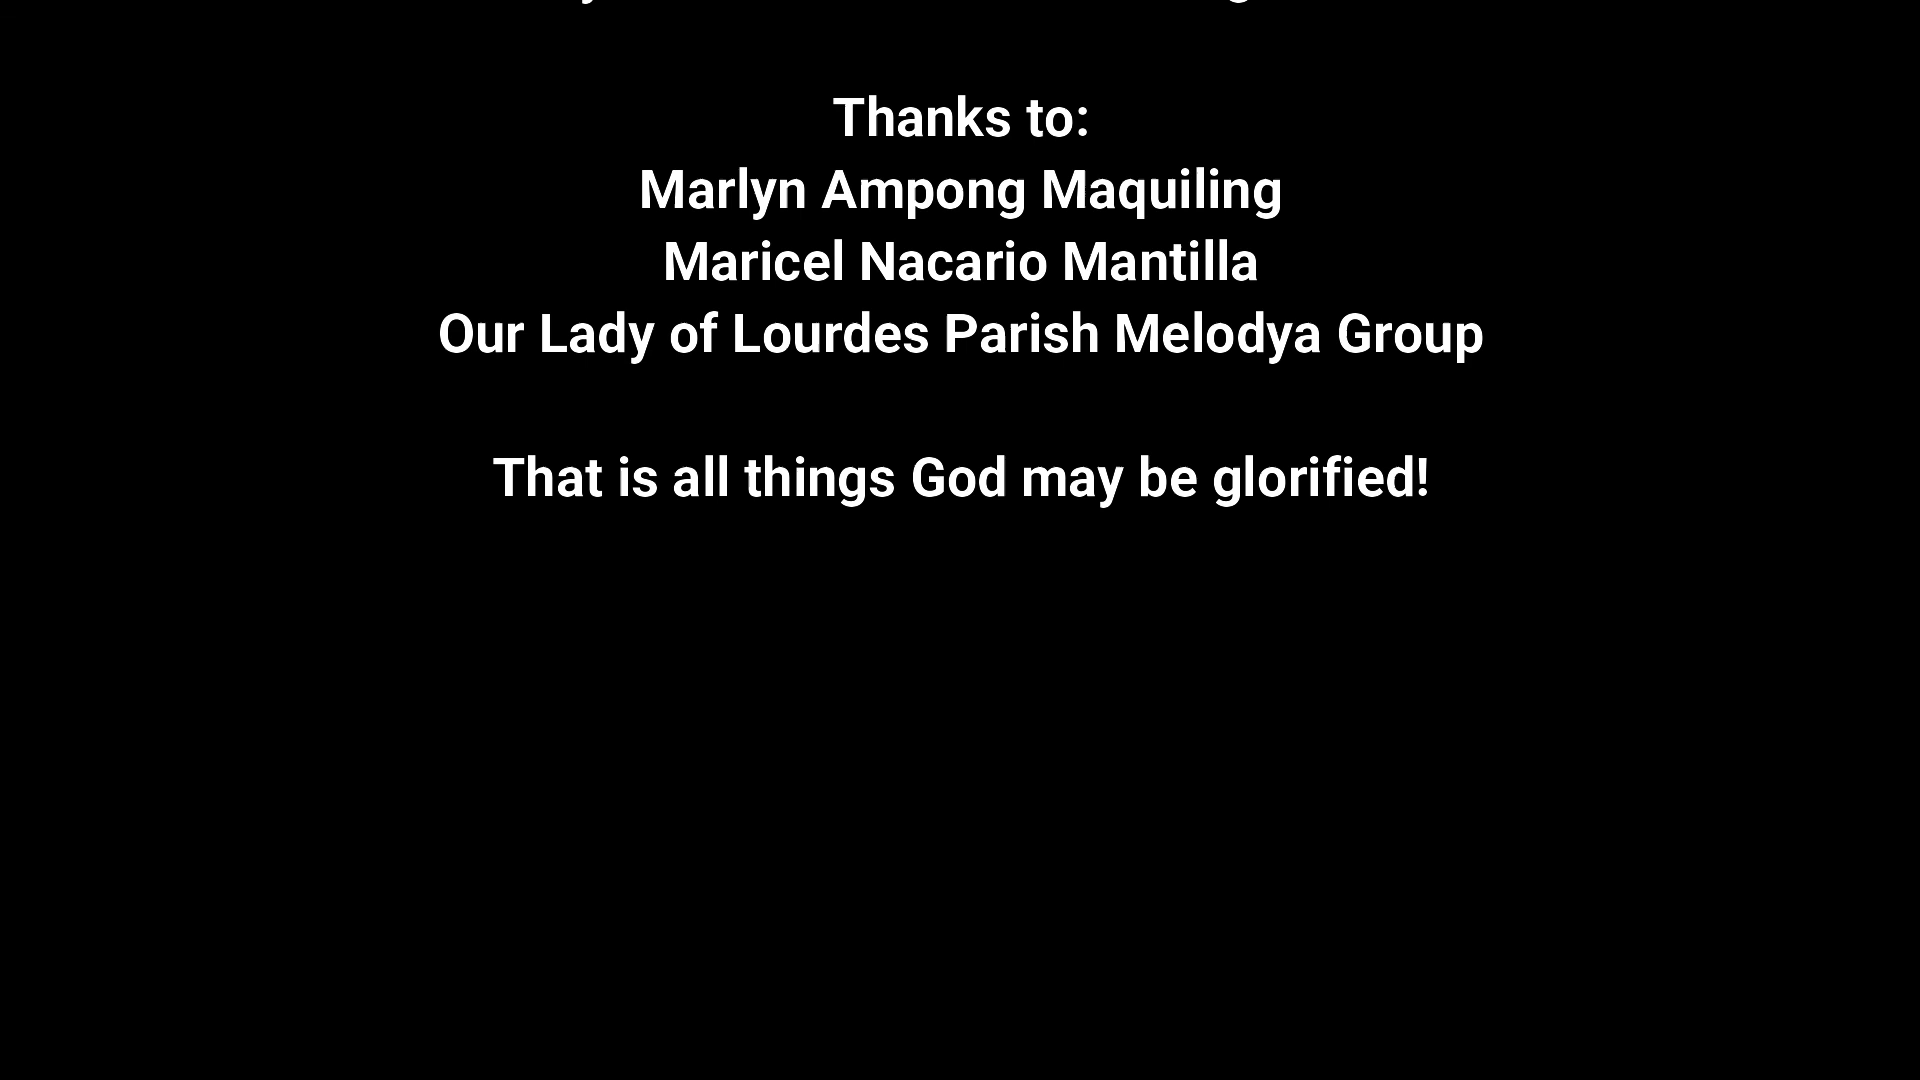 Thanks to:
Marlyn Ampong Maquiling
Maricel Nacario Mantilla
Our Lady of Lourdes Parish Melodya Group
That is all things God may be glorified!